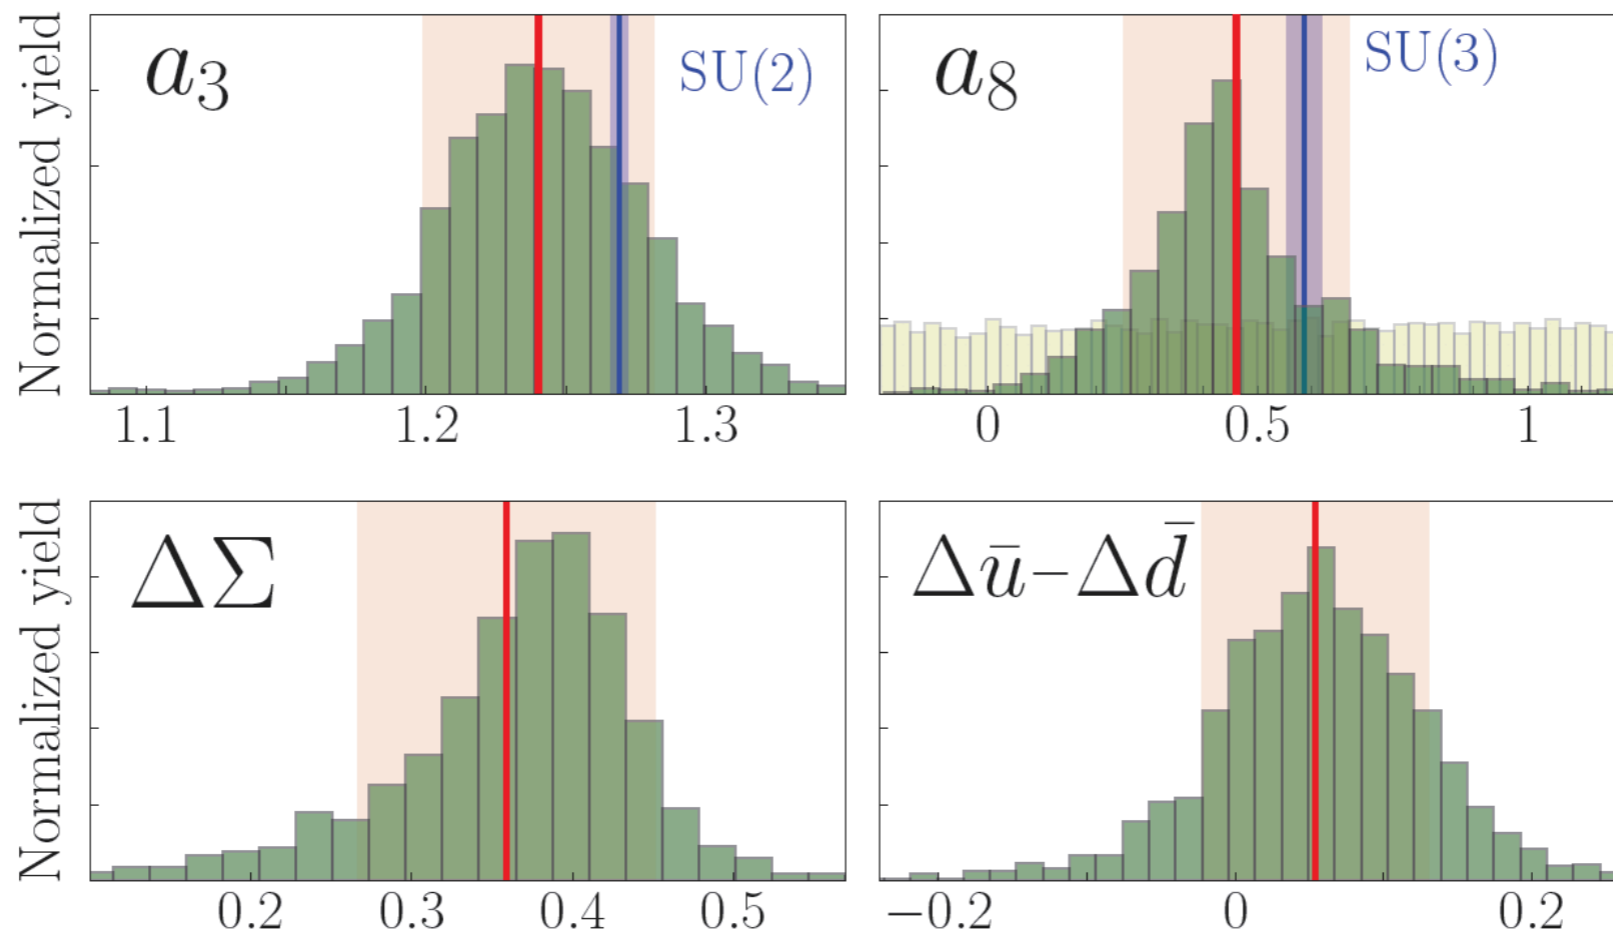 Normalized yield
a₃
SU(2)
1.1 1.2 1.3
a₈
SU(3)
0 0.5 1
Normalized yield
ΔΣ
0.2 0.3 0.4 0.5
Δū−Δd̄
−0.2 0 0.2